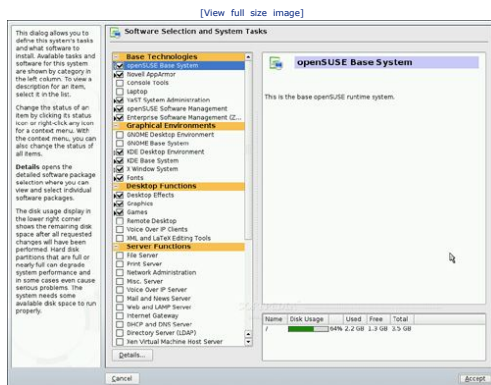 [View full size image]
This dialog allows you to
define this system's tasks
and what software to
install. Available tasks and
software for this system
are shown by category in
the left column. To view a
description for an item,
select it in the list.
Change the status of an
item by clicking its status
icon or right-click any icon
for a context menu. With
the context menu, you can
also change the status of
all items.
Details opens the
detailed software package
selection where you can
view and select individual
software packages.
The disk usage display in
the lower right corner
shows the remaining disk
space after all requested
changes will have been
performed. Hard disk
partitions that are full or
nearly full can degrade
system performance and
in some cases even cause
serious problems. The
system needs some
available disk space to run
properly.
Software Selection and System Tasks
Base Technologies
openSUSE Base System
Novell AppArmor
Console Tools
Laptop
YaST System Administration
openSUSE Software Management
Enterprise Software Management (Z...
Graphical Environments
GNOME Desktop Environment
GNOME Base System
KDE Desktop Environment
KDE Base System
X Window System
Fonts
Desktop Functions
Desktop Effects
Graphics
Games
Remote Desktop
Voice Over IP Clients
XML and LaTeX Editing Tools
Server Functions
File Server
Print Server
Network Administration
Misc. Server
Voice Over IP Server
Mail and News Server
Web and LAMP Server
Internet Gateway
DHCP and DNS Server
Directory Server (LDAP)
Xen Virtual Machine Host Server
Details...
openSUSE Base System
This is the base openSUSE runtime system.
Name Disk Usage Used Free Total
/ 64% 2.2 GB 1.3 GB 3.5 GB
Cancel
Accept